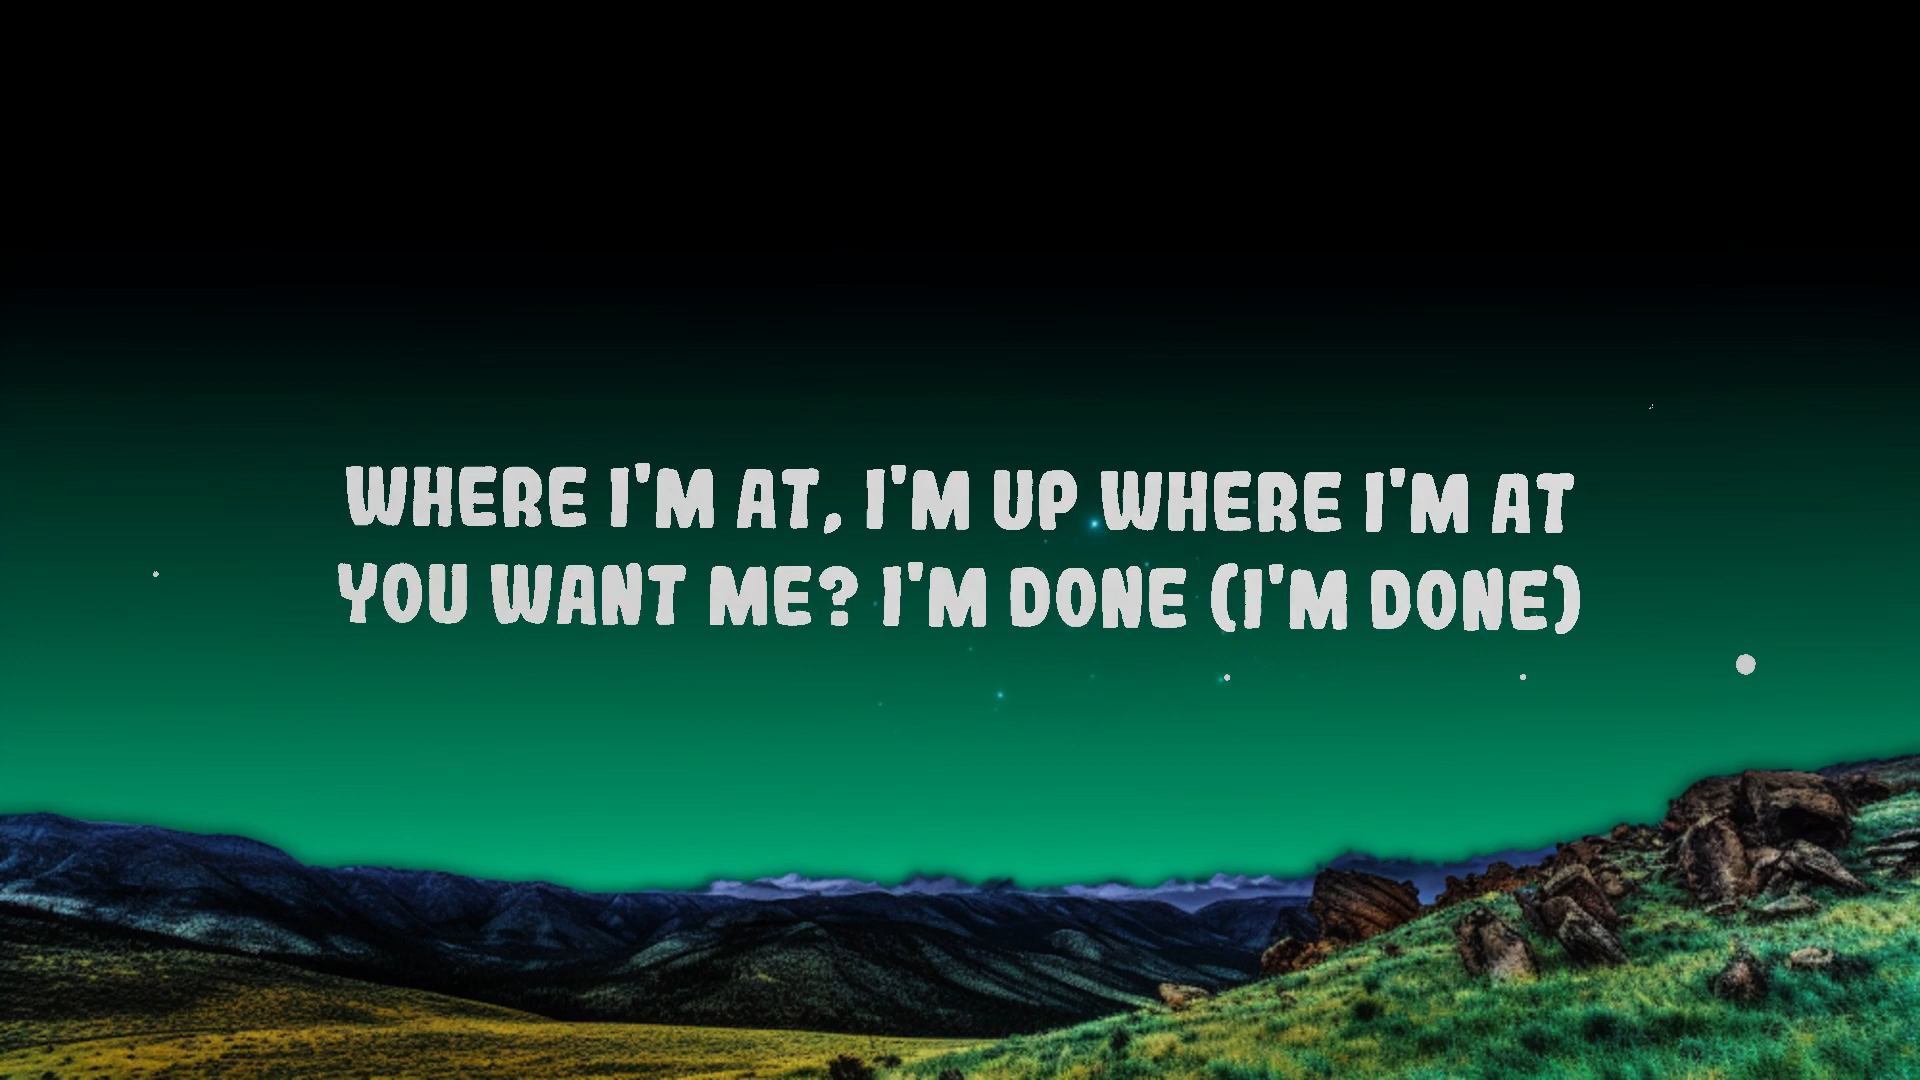 WHERE I'M AT, I'M UP WHERE I'M AT
YOU WANT ME? I'M DONE (I'M DONE)